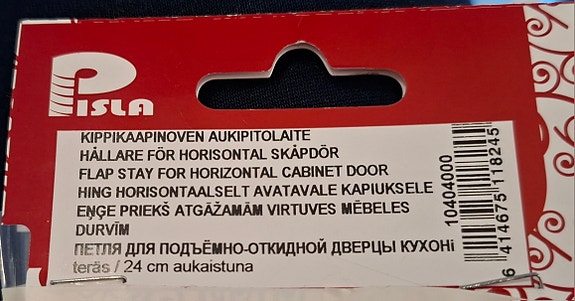 PISLA
KIPPIKAAPINOVEN AUKIPITOLAITE
HÅLLARE FÖR HORISONTAL SKÅPDÖR
FLAP STAY FOR HORIZONTAL CABINET DOOR
HING HORISONTAALSELT AVATAVALE KAPIUKSELE
EŅĢE PRIEKŠ ATGĀŽAMĀM VIRTUVES MĒBELES
DURVĪM
ПЕТЛЯ ДЛЯ ПОДЪЁМНО-ОТКИДНОЙ ДВЕРЦЫ КУХОНі
teräs / 24 cm aukaistuna
10404000
6 414675 118245